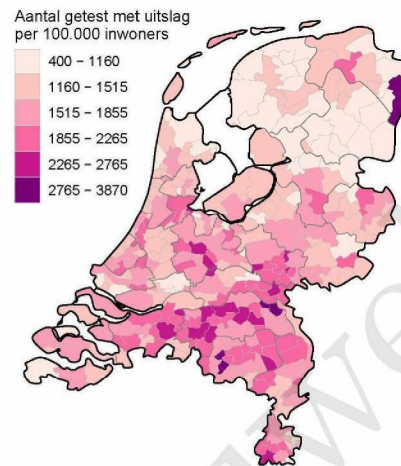 Aantal getest met uitslag
per 100.000 inwoners
400 – 1160
1160 – 1515
1515 – 1855
1855 – 2265
2265 – 2765
2765 – 3870